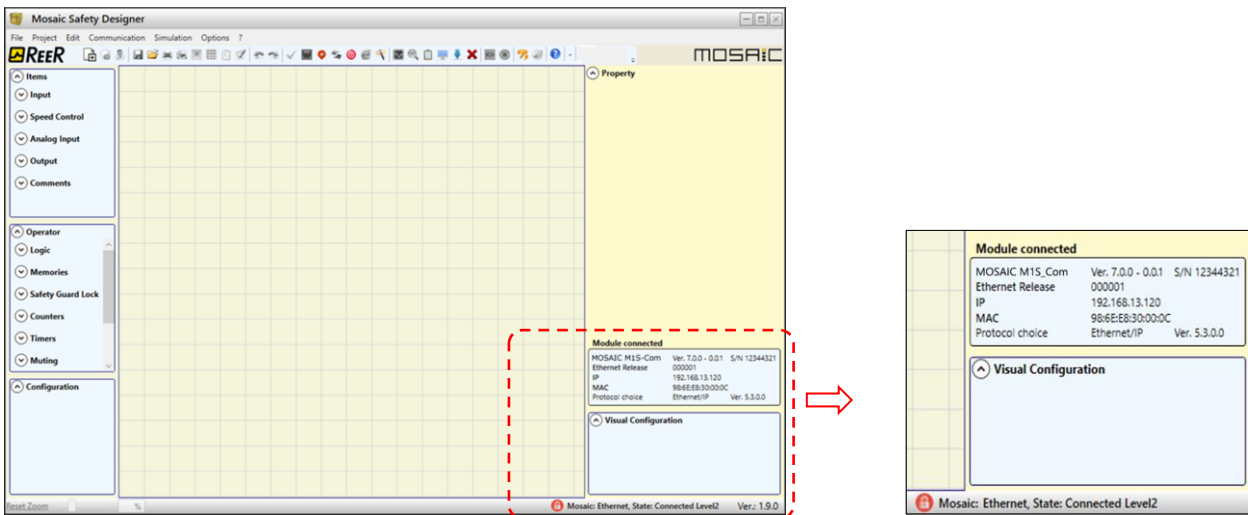 Mosaic Safety Designer
File Project Edit Communication Simulation Options ?
REER
MOSAIC
Items
Input
Speed Control
Analog Input
Output
Comments
Operator
Logic
Memories
Safety Guard Lock
Counters
Timers
Muting
Configuration
Property
Module connected
MOSAIC M1S-Com Ver. 7.0.0 - 0.0.1 S/N 12344321
Ethernet Release 000001
IP 192.168.13.120
MAC 98:6E:E8:30:00:0C
Protocol choice Ethernet/IP Ver. 5.3.0.0
Visual Configuration
Reset Zoom %
Mosaic: Ethernet, State: Connected Level2 Ver.: 1.9.0
Module connected
MOSAIC M1S_Com Ver. 7.0.0 - 0.0.1 S/N 12344321
Ethernet Release 000001
IP 192.168.13.120
MAC 98:6E:E8:30:00:0C
Protocol choice Ethernet/IP Ver. 5.3.0.0
Visual Configuration
Mosaic: Ethernet, State: Connected Level2